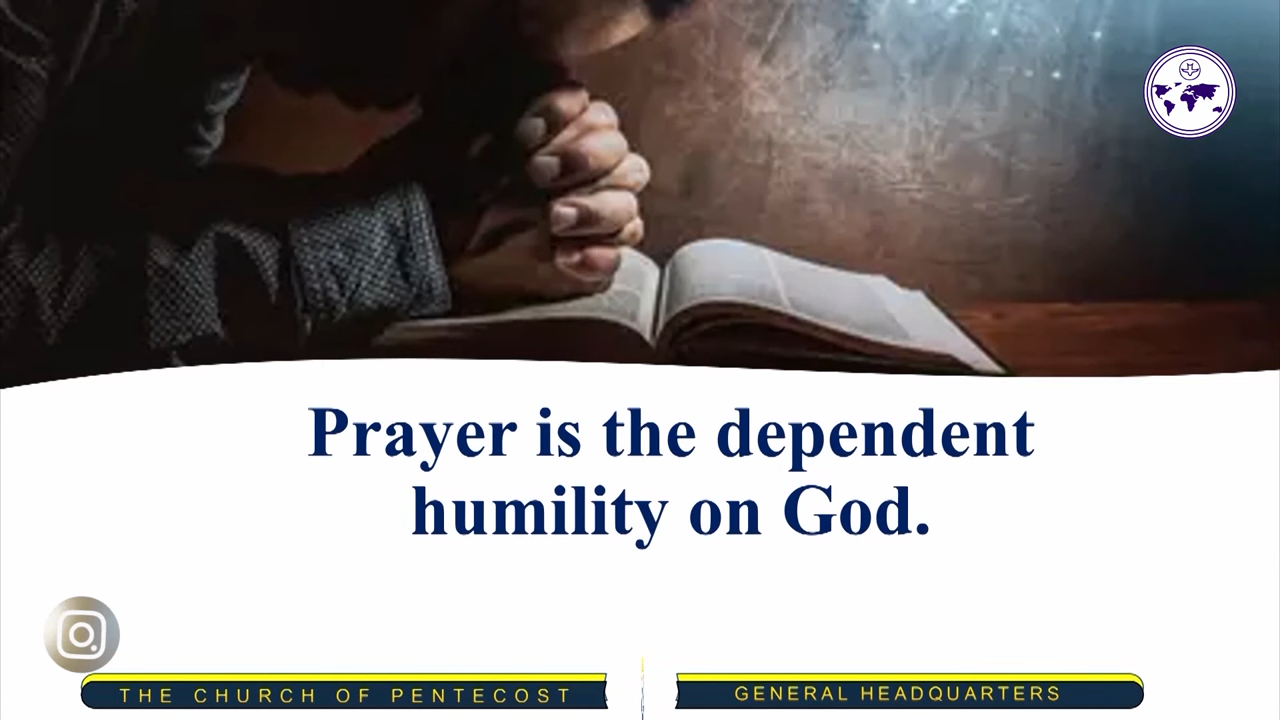 Prayer is the dependent
humility on God.
THE CHURCH OF PENTECOST
GENERAL HEADQUARTERS